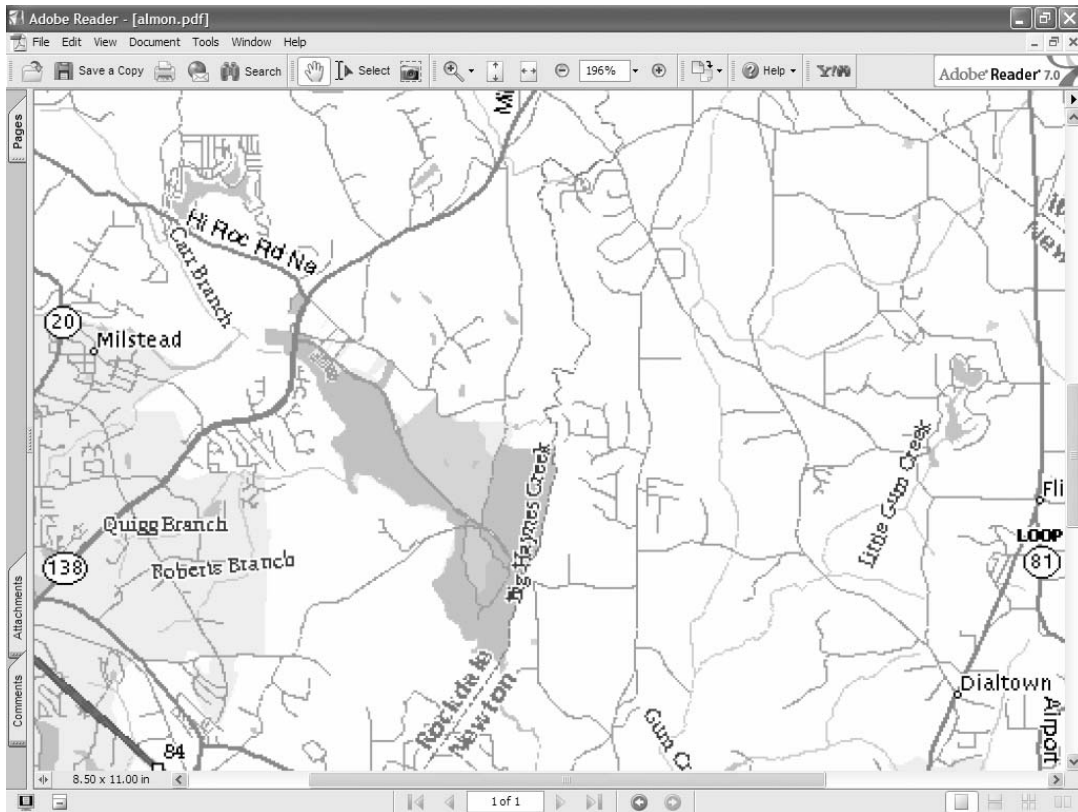 Adobe Reader - [almon.pdf]
File Edit View Document Tools Window Help
Save a Copy Search Select 196% Help Adobe® Reader 7.0
Pages
Attachments
Comments
Mi
Hi Roc Rd Ne
Carr Branch
20
Milstead
Quigg Branch
138
Roberts Branch
Big Haynes Creek
Little Gum Creek
Fli
LOOP
81
Rockdale
Newton
Dialtown
Airport
Gum C
84
8.50 x 11.00 in
1 of 1